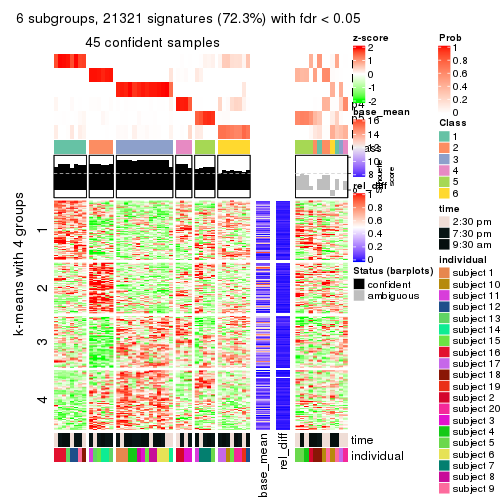 6 subgroups, 21321 signatures (72.3%) with fdr < 0.05
45 confident samples
k-means with 4 groups
1
2
3
4
base_mean
rel_diff
time
individual
Silhouette
score
z-score
2
1
0
-1
-2
base_mean
16
14
12
10
8
rel_diff
1
0.8
0.6
0.4
0.2
0
Status (barplots)
confident
ambiguous
Prob
1
0.8
0.6
0.4
0.2
0
Class
1
2
3
4
5
6
time
2:30 pm
7:30 pm
9:30 am
individual
subject 1
subject 10
subject 11
subject 12
subject 13
subject 14
subject 15
subject 16
subject 17
subject 18
subject 19
subject 2
subject 20
subject 3
subject 4
subject 5
subject 6
subject 7
subject 8
subject 9